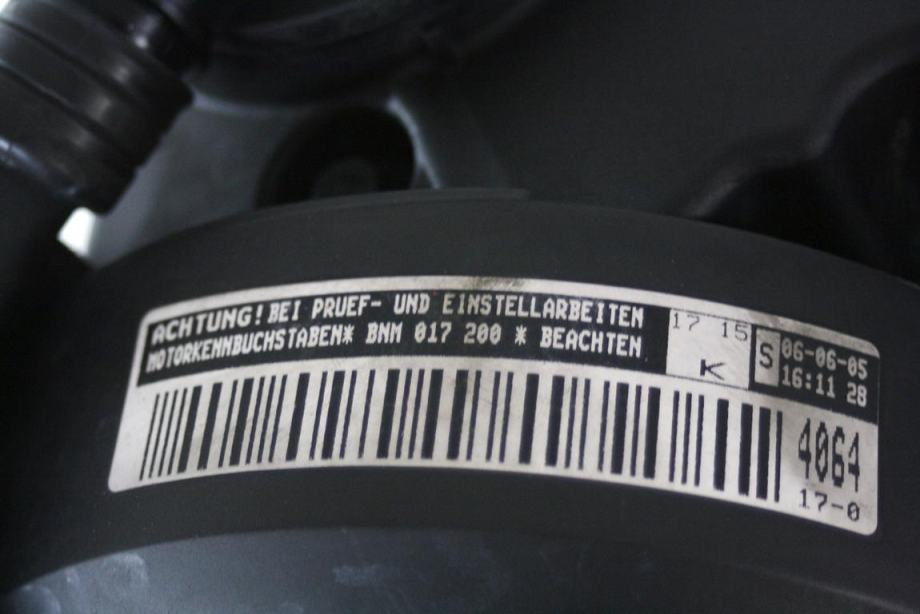 ACHTUNG! BEI PRUEF- UND EINSTELLARBEITEN
MOTORKENNBUCHSTABEN* BNM 017 200 * BEACHTEN
17 15
K
S
06-06-05
16:11 28
4064
17-0